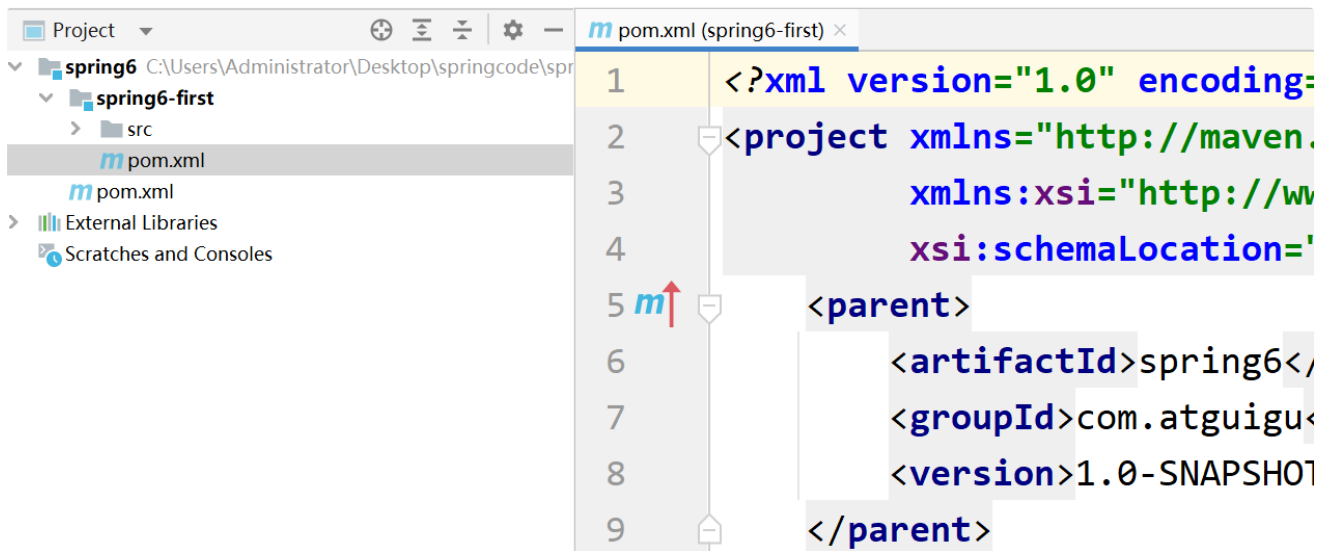 Project
spring6 C:\Users\Administrator\Desktop\springcode\spr
spring6-first
src
m pom.xml
m pom.xml
External Libraries
Scratches and Consoles
m pom.xml (spring6-first)
1 <?xml version="1.0" encoding=
2 <project xmlns="http://maven.
3 xmlns:xsi="http://ww
4 xsi:schemaLocation="
5 m <parent>
6 <artifactId>spring6</
7 <groupId>com.atguigu<
8 <version>1.0-SNAPSHOT
9 </parent>